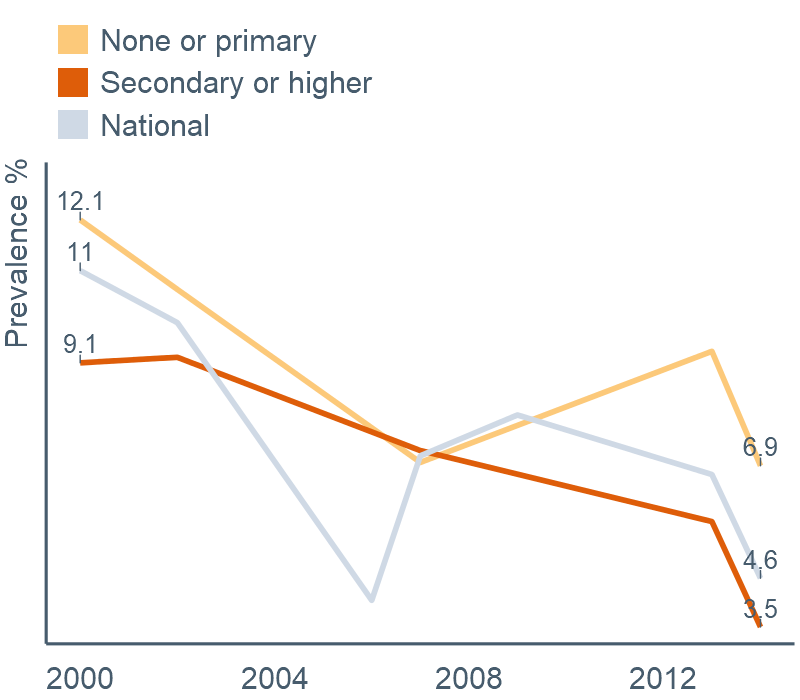 None or primary
Secondary or higher
National
Prevalence %
12.1
11
9.1
6.9
4.6
3.5
2000 2004 2008 2012